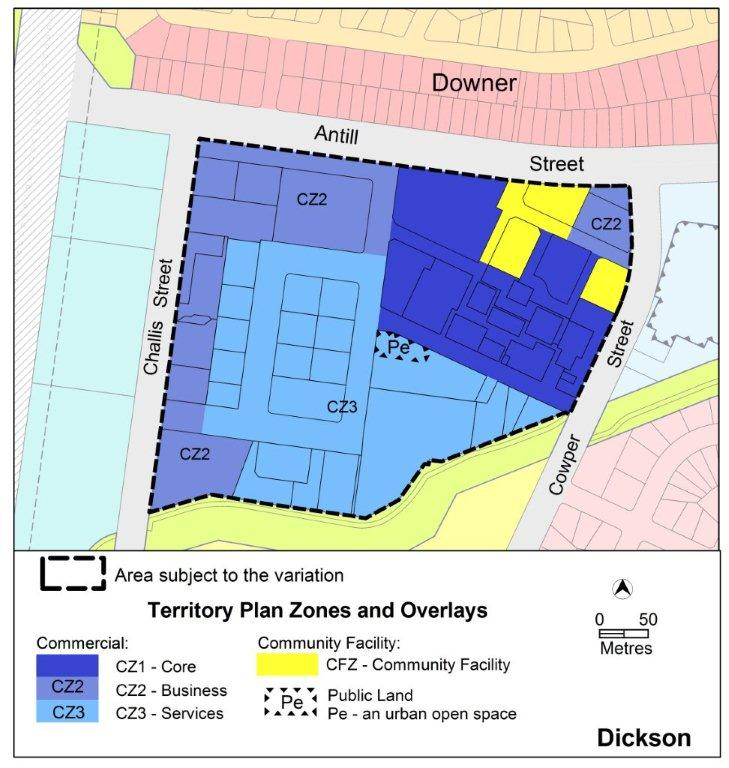 Downer
Antill Street
CZ2
CZ2
Challis Street
Pe
Street
CZ3
CZ2
Cowper
Area subject to the variation
Territory Plan Zones and Overlays
Commercial:
CZ1 - Core
CZ2 CZ2 - Business
CZ3 CZ3 - Services
Community Facility:
CFZ - Community Facility
Pe Public Land
Pe - an urban open space
0 50
Metres
Dickson